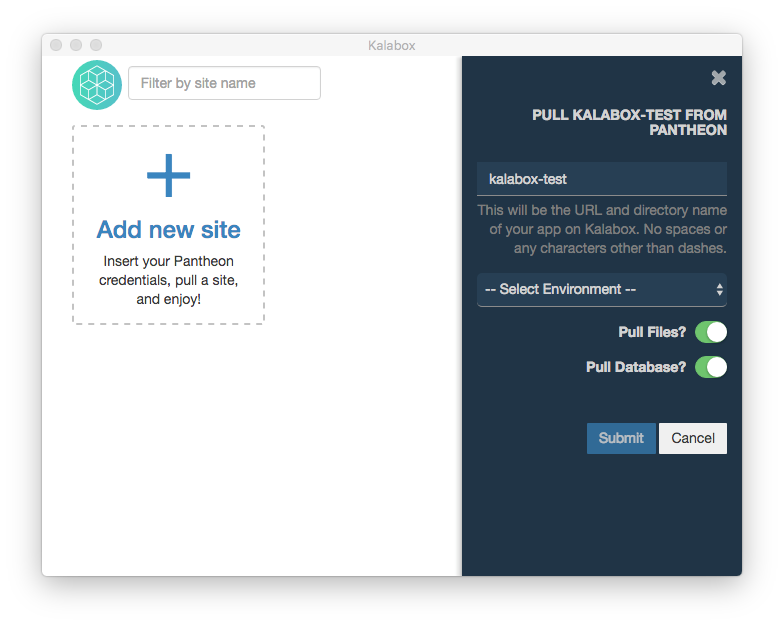 Kalabox
Filter by site name
Add new site
Insert your Pantheon
credentials, pull a site,
and enjoy!
PULL KALABOX-TEST FROM
PANTHEON
kalabox-test
This will be the URL and directory name
of your app on Kalabox. No spaces or
any characters other than dashes.
-- Select Environment --
Pull Files?
Pull Database?
Submit
Cancel